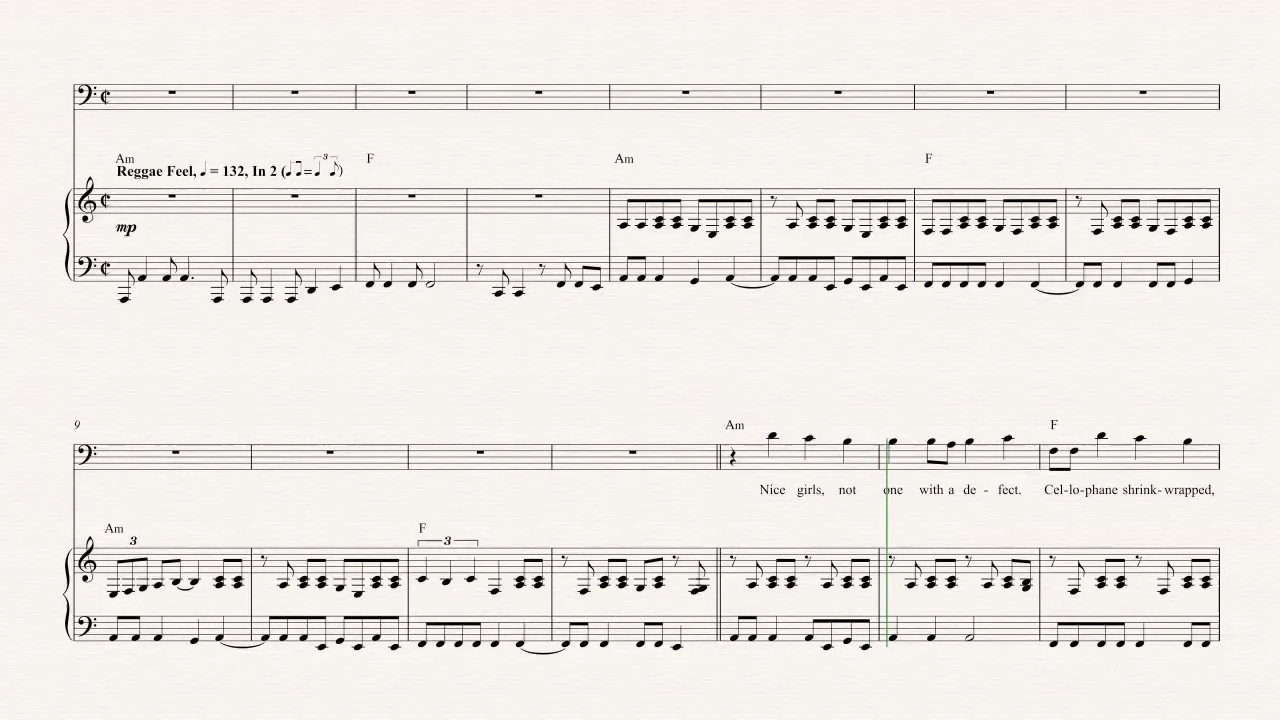 Am F Am F
Reggae Feel, ♩ = 132, In 2 (♫=♩ ♪)
3
mp
9
Am F
Nice girls, not one with a de - fect. Cel-lo-phane shrink-wrapped,
Am F
3 3